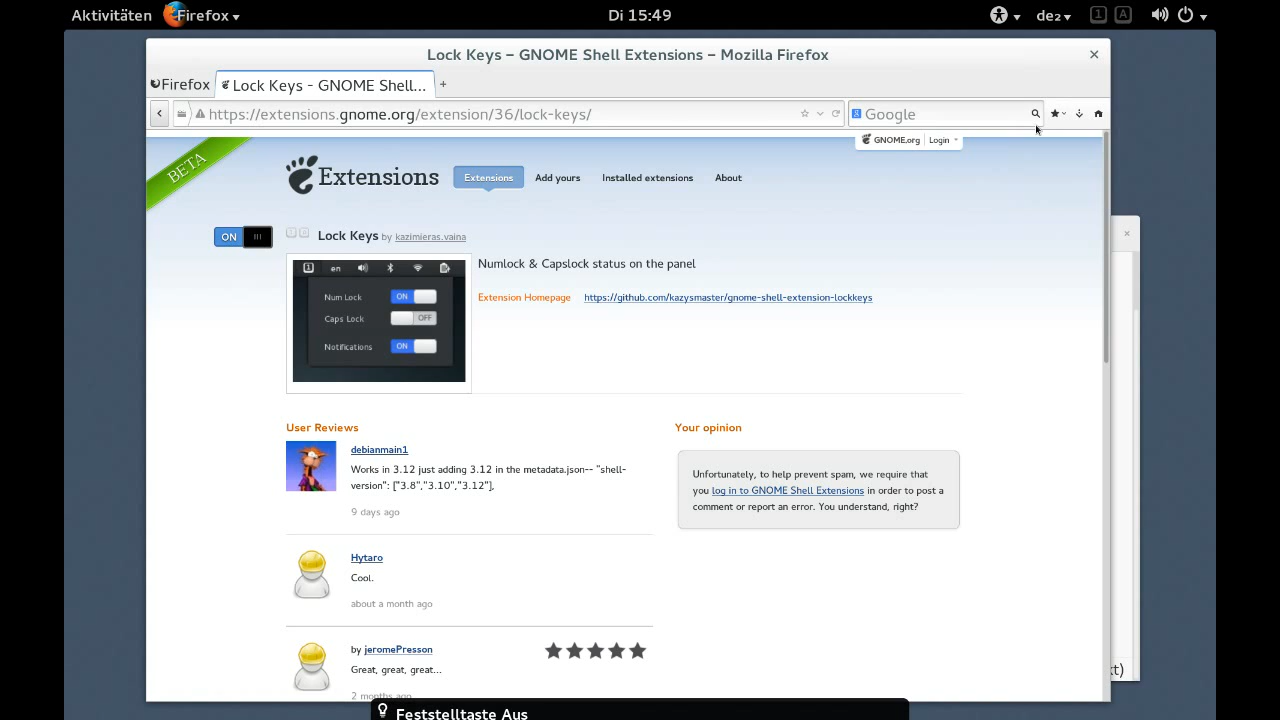 Aktivitäten Firefox Di 15:49 de2 1 A
Lock Keys – GNOME Shell Extensions – Mozilla Firefox
Firefox Lock Keys - GNOME Shell... +
https://extensions.gnome.org/extension/36/lock-keys/ Google
GNOME.org Login
BETA
Extensions Extensions Add yours Installed extensions About
ON Lock Keys by kazimieras.vaina
Numlock & Capslock status on the panel
Extension Homepage https://github.com/kazysmaster/gnome-shell-extension-lockkeys
1 en
Num Lock ON
Caps Lock OFF
Notifications ON
User Reviews
debianmain1
Works in 3.12 just adding 3.12 in the metadata.json-- "shell-
version": ["3.8","3.10","3.12"],
9 days ago
Hytaro
Cool.
about a month ago
by jeromePresson
Great, great, great...
2 months ago
Your opinion
Unfortunately, to help prevent spam, we require that
you log in to GNOME Shell Extensions in order to post a
comment or report an error. You understand, right?
Feststelltaste Aus